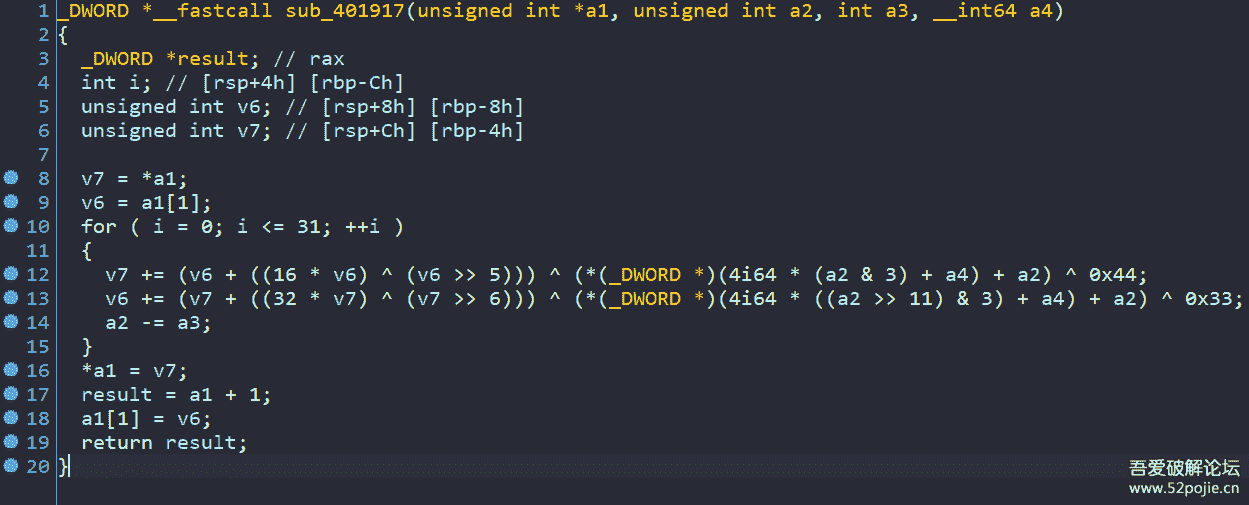 1 _DWORD *__fastcall sub_401917(unsigned int *a1, unsigned int a2, int a3, __int64 a4)
2 {
3   _DWORD *result; // rax
4   int i; // [rsp+4h] [rbp-Ch]
5   unsigned int v6; // [rsp+8h] [rbp-8h]
6   unsigned int v7; // [rsp+Ch] [rbp-4h]
7
8   v7 = *a1;
9   v6 = a1[1];
10   for ( i = 0; i <= 31; ++i )
11   {
12     v7 += (v6 + ((16 * v6) ^ (v6 >> 5))) ^ (*(_DWORD *)(4i64 * (a2 & 3) + a4) + a2) ^ 0x44;
13     v6 += (v7 + ((32 * v7) ^ (v7 >> 6))) ^ (*(_DWORD *)(4i64 * ((a2 >> 11) & 3) + a4) + a2) ^ 0x33;
14     a2 -= a3;
15   }
16   *a1 = v7;
17   result = a1 + 1;
18   a1[1] = v6;
19   return result;
20 }
吾爱破解论坛
www.52pojie.cn